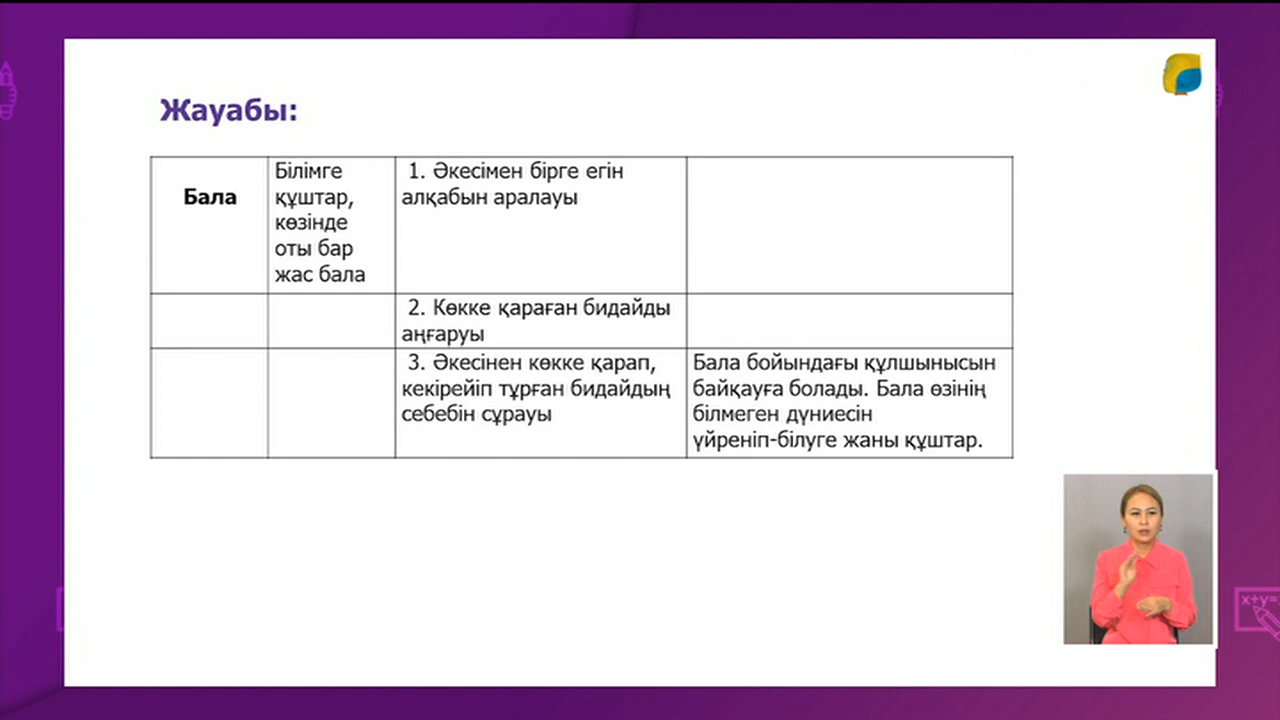 Жауабы:
Бала
Білімге
құштар,
көзінде
оты бар
жас бала
1. Әкесімен бірге егін
алқабын аралауы
2. Көкке қараған бидайды
аңғаруы
3. Әкесінен көкке қарап,
кекірейіп тұрған бидайдың
себебін сұрауы
Бала бойындағы құлшынысын
байқауға болады. Бала өзінің
білмеген дүниесін
үйреніп-білуге жаны құштар.
x+y=